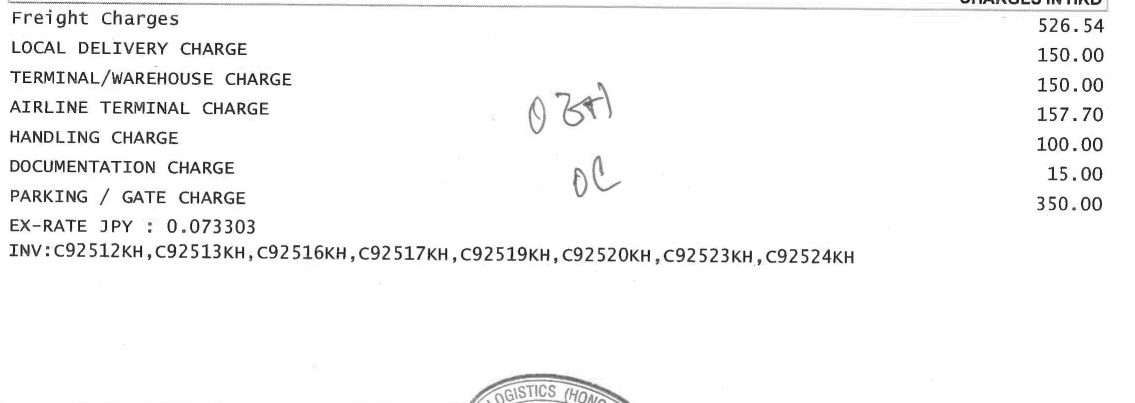 CHARGES IN HKD
Freight Charges 526.54
LOCAL DELIVERY CHARGE 150.00
TERMINAL/WAREHOUSE CHARGE 150.00
AIRLINE TERMINAL CHARGE 157.70
HANDLING CHARGE 100.00
DOCUMENTATION CHARGE 15.00
PARKING / GATE CHARGE 350.00
EX-RATE JPY : 0.073303
INV:C92512KH,C92513KH,C92516KH,C92517KH,C92519KH,C92520KH,C92523KH,C92524KH
OC
LOGISTICS (HONG